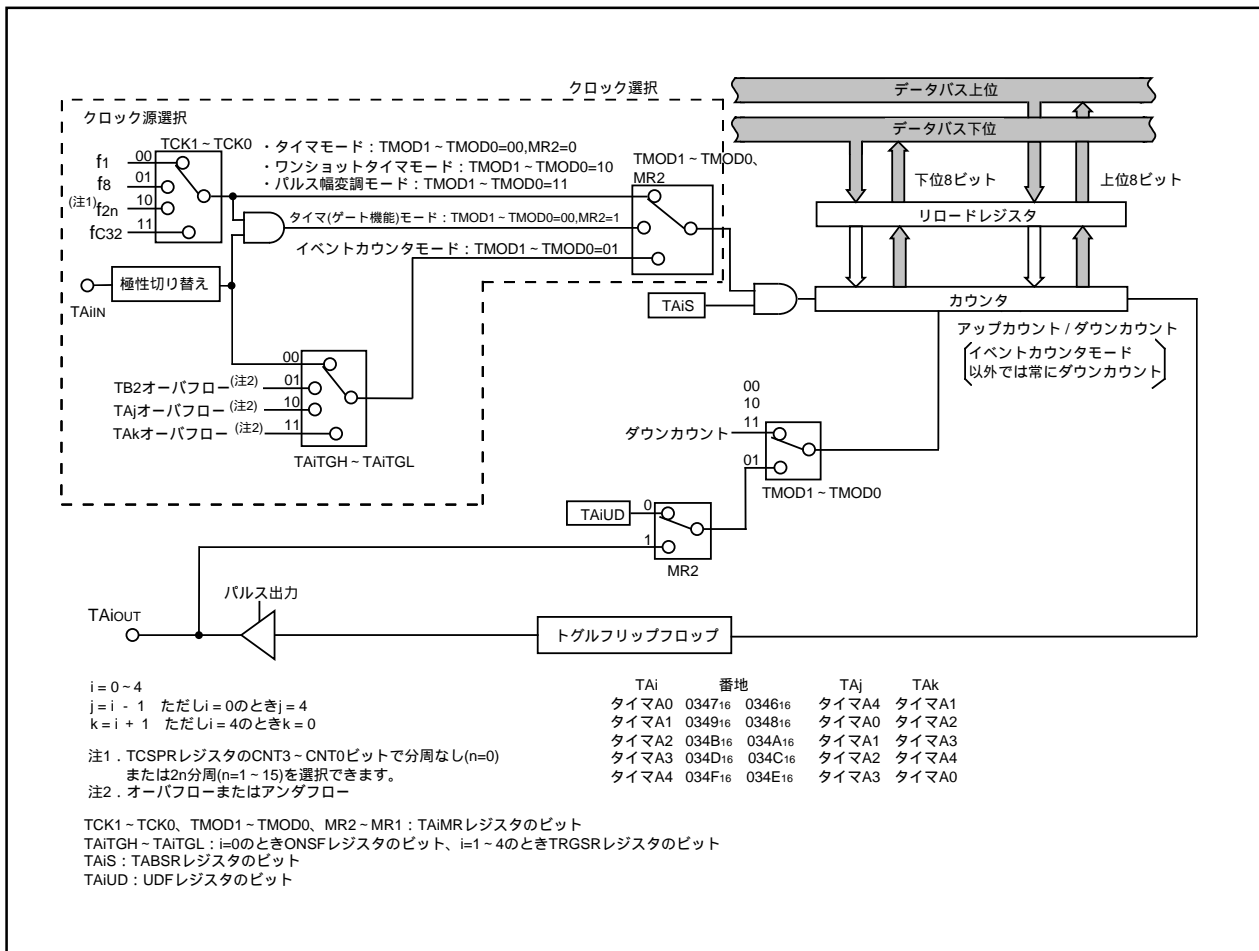 クロック選択
クロック源選択
TCK1～TCK0
f1
00
f8
01
(注1)
f2n
10
fC32
11
・タイマモード：TMOD1～TMOD0=00,MR2=0
・ワンショットタイマモード：TMOD1～TMOD0=10
・パルス幅変調モード：TMOD1～TMOD0=11
タイマ(ゲート機能)モード：TMOD1～TMOD0=00,MR2=1
イベントカウンタモード：TMOD1～TMOD0=01
TMOD1～TMOD0、
MR2
極性切り替え
TAiIN
00
TB2オーバフロー(注2)
01
TAjオーバフロー(注2)
10
TAkオーバフロー(注2)
11
TAiTGH～TAiTGL
データバス上位
データバス下位
下位8ビット
上位8ビット
リロードレジスタ
TAiS
カウンタ
アップカウント / ダウンカウント
イベントカウンタモード
以外では常にダウンカウント
00
10
11
ダウンカウント
01
TMOD1～TMOD0
TAiUD
0
1
MR2
パルス出力
TAiOUT
トグルフリップフロップ
i = 0～4
j = i - 1 ただしi = 0のときj = 4
k = i + 1 ただしi = 4のときk = 0
注1．TCSPRレジスタのCNT3～CNT0ビットで分周なし(n=0)
または2n分周(n=1～15)を選択できます。
注2．オーバフローまたはアンダフロー
TAi 番地 TAj TAk
タイマA0 034716 034616 タイマA4 タイマA1
タイマA1 034916 034816 タイマA0 タイマA2
タイマA2 034B16 034A16 タイマA1 タイマA3
タイマA3 034D16 034C16 タイマA2 タイマA4
タイマA4 034F16 034E16 タイマA3 タイマA0
TCK1～TCK0、TMOD1～TMOD0、MR2～MR1：TAiMRレジスタのビット
TAiTGH～TAiTGL：i=0のときONSFレジスタのビット、i=1～4のときTRGSRレジスタのビット
TAiS：TABSRレジスタのビット
TAiUD：UDFレジスタのビット